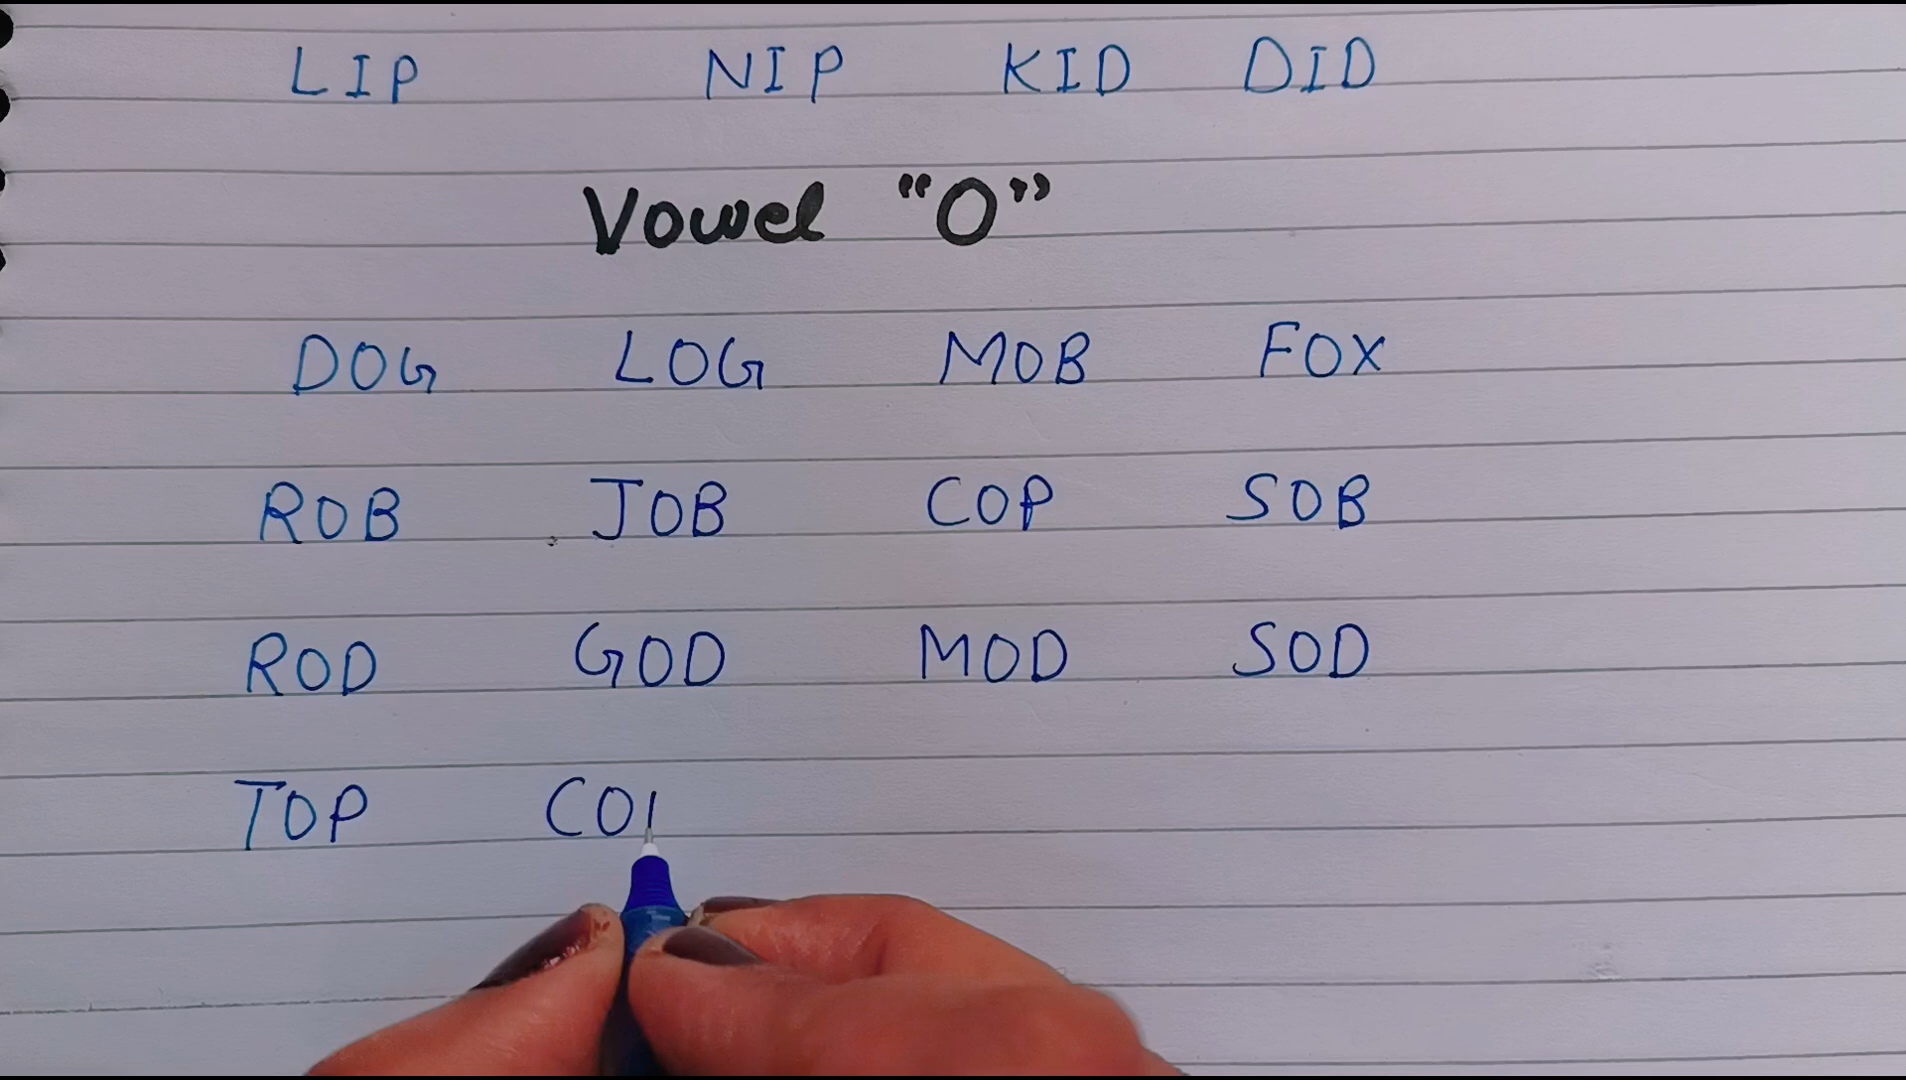 LIP NIP KID DID
Vowel "O"
DOG LOG MOB FOX
ROB JOB COP SOB
ROD GOD MOD SOD
TOP